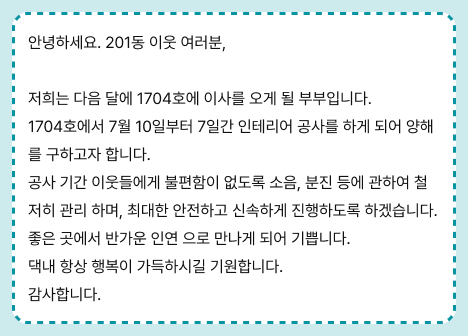 안녕하세요. 201동 이웃 여러분,
저희는 다음 달에 1704호에 이사를 오게 될 부부입니다.
1704호에서 7월 10일부터 7일간 인테리어 공사를 하게 되어 양해
를 구하고자 합니다.
공사 기간 이웃들에게 불편함이 없도록 소음, 분진 등에 관하여 철
저히 관리 하며, 최대한 안전하고 신속하게 진행하도록 하겠습니다.
좋은 곳에서 반가운 인연 으로 만나게 되어 기쁩니다.
댁내 항상 행복이 가득하시길 기원합니다.
감사합니다.